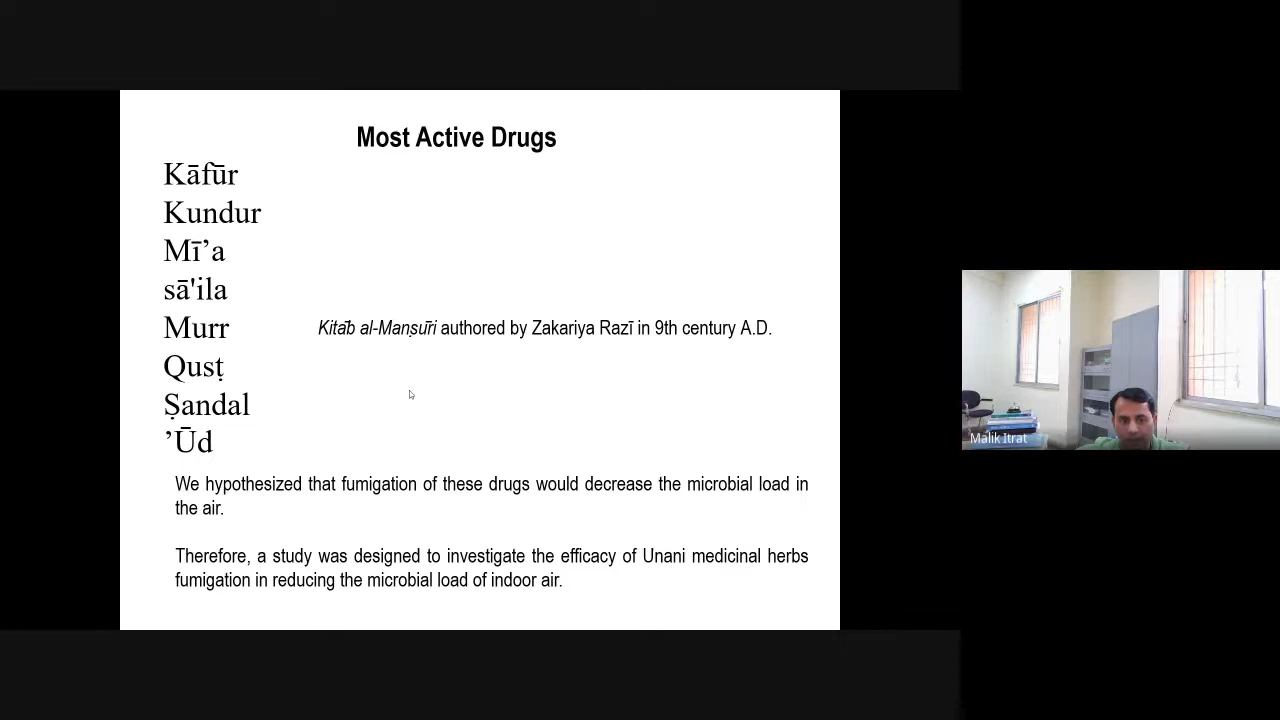 Most Active Drugs
Kāfūr
Kundur
Mī’a
sā'ila
Murr
Kitāb al-Manṣūri authored by Zakariya Razī in 9th century A.D.
Qusṭ
Ṣandal
’Ūd
We hypothesized that fumigation of these drugs would decrease the microbial load in
the air.
Therefore, a study was designed to investigate the efficacy of Unani medicinal herbs
fumigation in reducing the microbial load of indoor air.
Malik Itrat